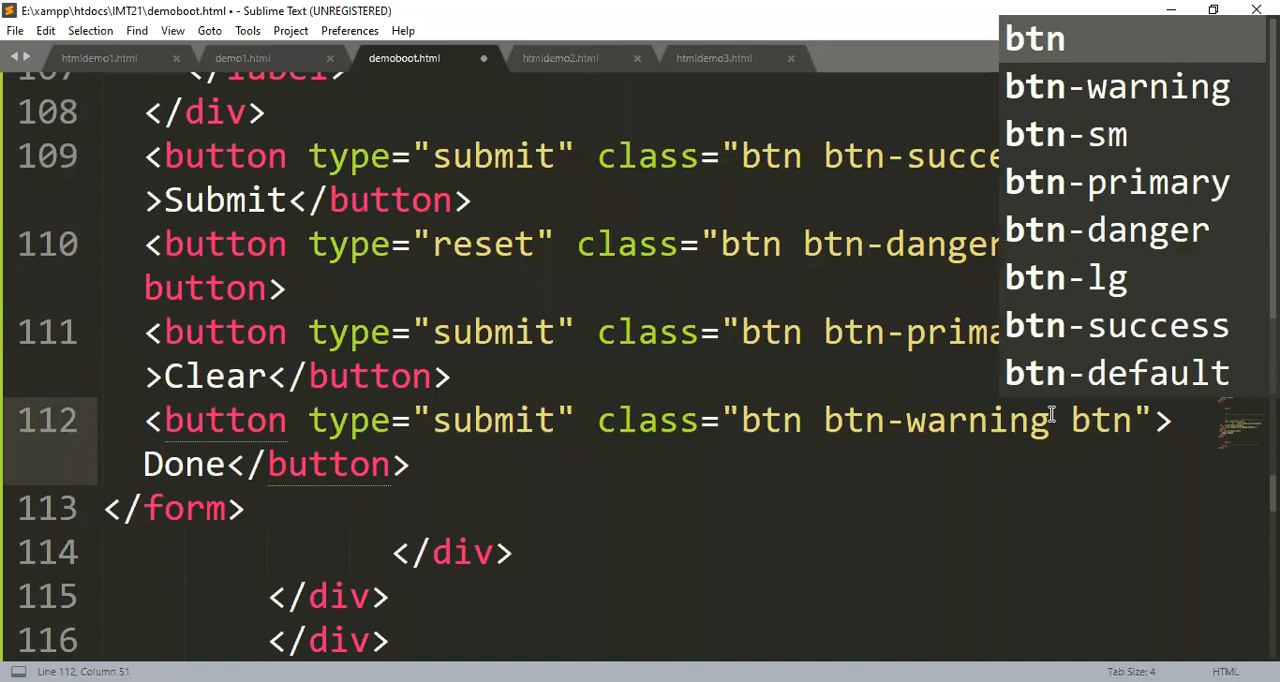 E:\xampp\htdocs\IMT21\demoboot.html • - Sublime Text (UNREGISTERED)
File Edit Selection Find View Goto Tools Project Preferences Help
htmldemo1.html demo1.html demoboot.html htmldemo2.html htmldemo3.html
107 </label>
108 </div>
109 <button type="submit" class="btn btn-succe
>Submit</button>
110 <button type="reset" class="btn btn-danger
button>
111 <button type="submit" class="btn btn-prima
>Clear</button>
112 <button type="submit" class="btn btn-warning btn">
Done</button>
113 </form>
114 </div>
115 </div>
116 </div>
btn
btn-warning
btn-sm
btn-primary
btn-danger
btn-lg
btn-success
btn-default
Line 112, Column 51 Tab Size: 4 HTML